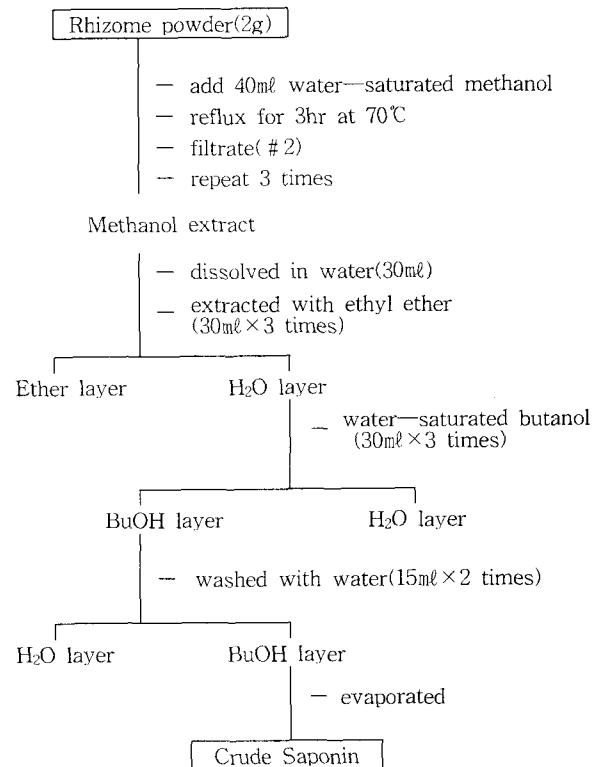 Rhizome powder(2g)
— add 40㎖ water—saturated methanol
— reflux for 3hr at 70℃
— filtrate(#2)
— repeat 3 times
Methanol extract
— dissolved in water(30㎖)
— extracted with ethyl ether
(30㎖×3 times)
Ether layer H₂O layer
— water—saturated butanol
(30㎖×3 times)
BuOH layer H₂O layer
— washed with water(15㎖×2 times)
H₂O layer BuOH layer
— evaporated
Crude Saponin